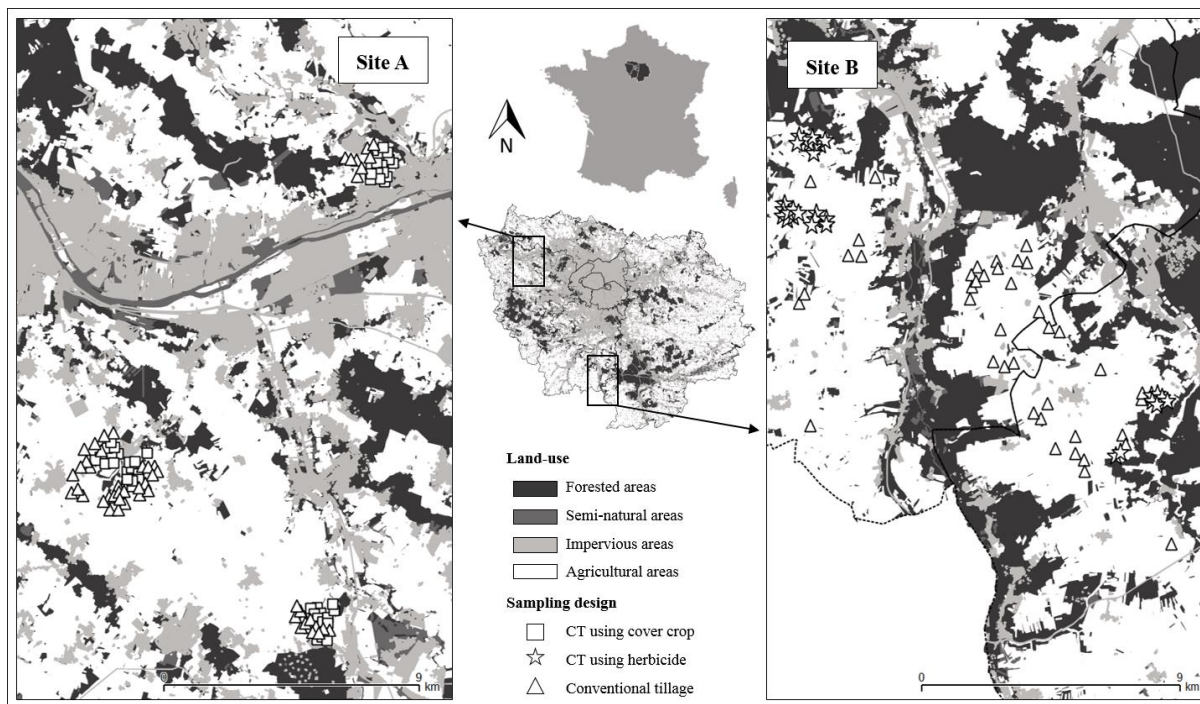 Site A
N
Site B
Land-use
Forested areas
Semi-natural areas
Impervious areas
Agricultural areas
Sampling design
CT using cover crop
CT using herbicide
Conventional tillage
0
9
km
0
9
km